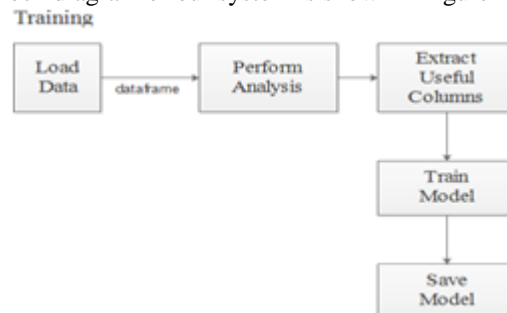 Training
Load
Data
dataframe
Perform
Analysis
Extract
Useful
Columns
Train
Model
Save
Model